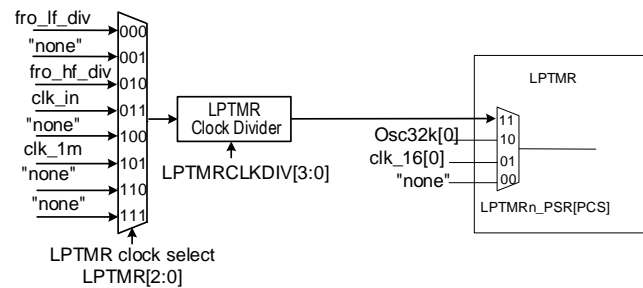 fro_lf_div
000
"none"
001
fro_hf_div
010
clk_in
011
"none"
100
clk_1m
101
"none"
110
"none"
111
LPTMR clock select
LPTMR[2:0]
LPTMR
Clock Divider
LPTMRCLKDIV[3:0]
LPTMR
11
Osc32k[0]
10
clk_16[0]
01
"none"
00
LPTMRn_PSR[PCS]